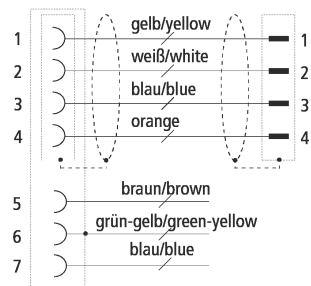 1 gelb/yellow 1
2 weiß/white 2
3 blau/blue 3
4 orange 4
5 braun/brown
6 grün-gelb/green-yellow
7 blau/blue